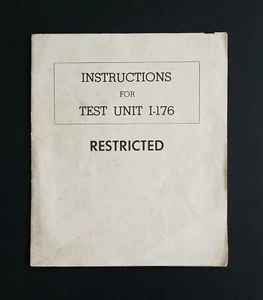 INSTRUCTIONS
FOR
TEST UNIT I-176
RESTRICTED